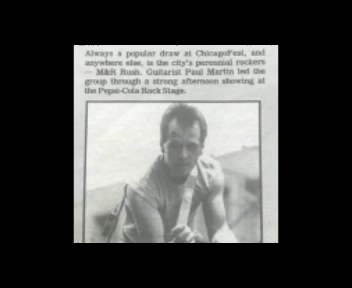 Always a popular draw at ChicagoFest, and
anywhere else, is the city's perennial rockers
— M&R Rush. Guitarist Paul Martin led the
group through a strong afternoon showing at
the Pepsi-Cola Rock Stage.